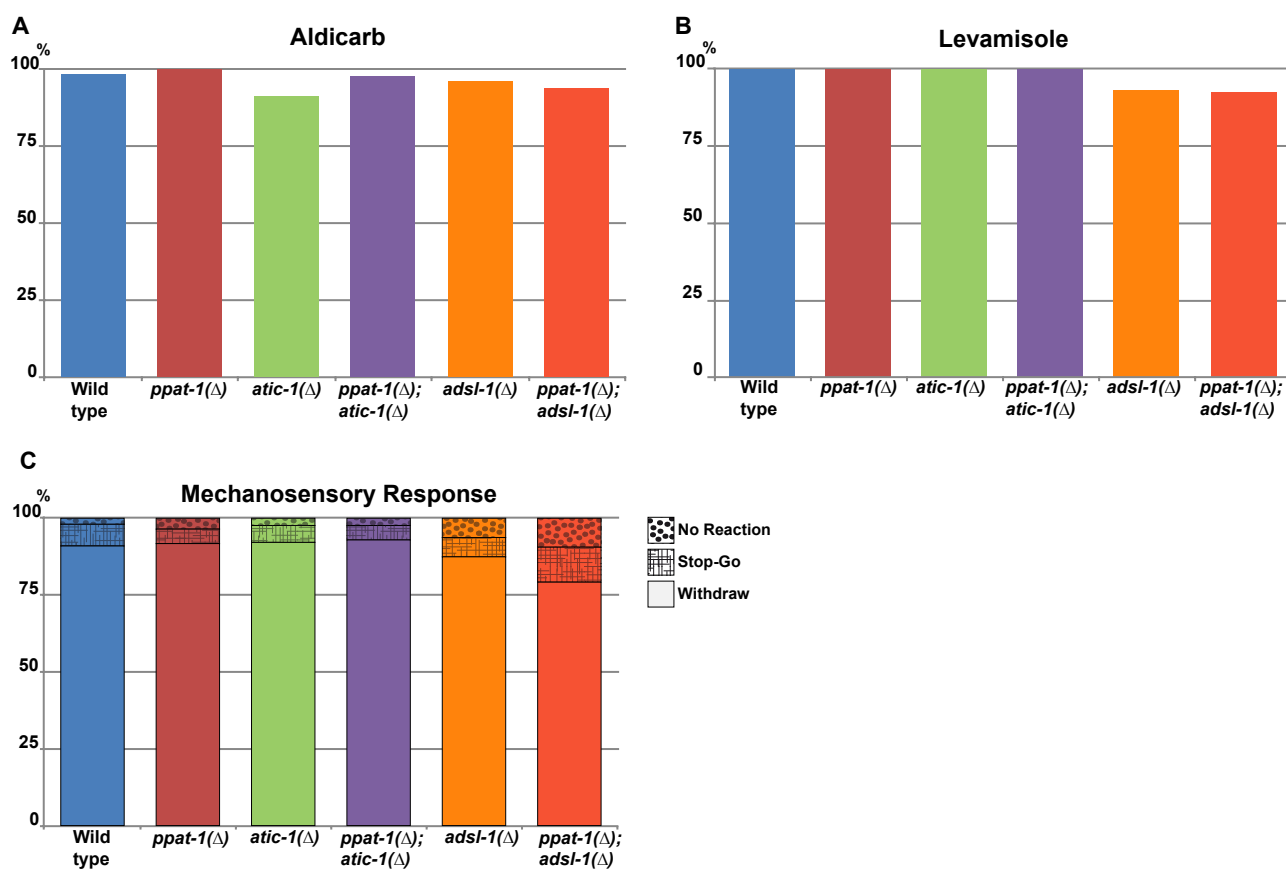 A
Aldicarb
%
100
75
50
25
0
Wild
type
ppat-1(Δ)
atic-1(Δ)
ppat-1(Δ);
atic-1(Δ)
adsl-1(Δ)
ppat-1(Δ);
adsl-1(Δ)
B
Levamisole
%
100
75
50
25
0
Wild
type
ppat-1(Δ)
atic-1(Δ)
ppat-1(Δ);
atic-1(Δ)
adsl-1(Δ)
ppat-1(Δ);
adsl-1(Δ)
C
Mechanosensory Response
%
100
75
50
25
0
Wild
type
ppat-1(Δ)
atic-1(Δ)
ppat-1(Δ);
atic-1(Δ)
adsl-1(Δ)
ppat-1(Δ);
adsl-1(Δ)
No Reaction
Stop-Go
Withdraw